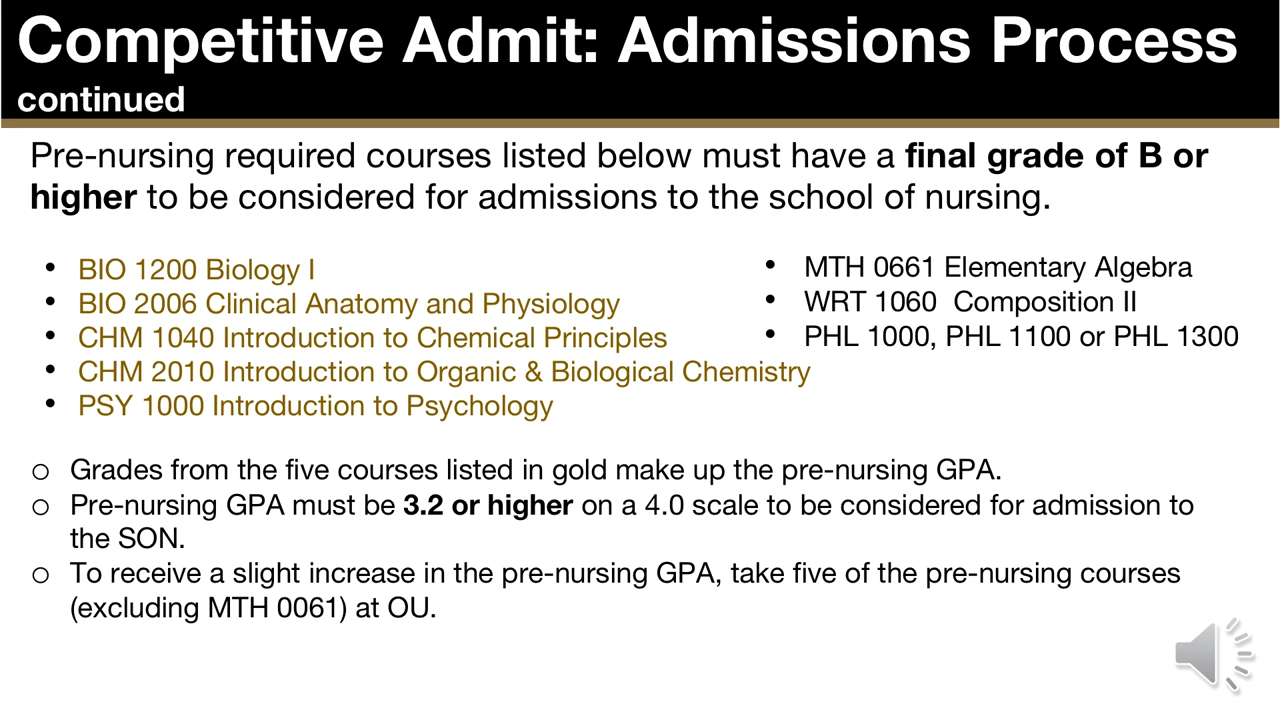 Competitive Admit: Admissions Process
continued
Pre-nursing required courses listed below must have a final grade of B or
higher to be considered for admissions to the school of nursing.
• BIO 1200 Biology I
• BIO 2006 Clinical Anatomy and Physiology
• CHM 1040 Introduction to Chemical Principles
• CHM 2010 Introduction to Organic & Biological Chemistry
• PSY 1000 Introduction to Psychology
• MTH 0661 Elementary Algebra
• WRT 1060  Composition II
• PHL 1000, PHL 1100 or PHL 1300
○ Grades from the five courses listed in gold make up the pre-nursing GPA.
○ Pre-nursing GPA must be 3.2 or higher on a 4.0 scale to be considered for admission to
the SON.
○ To receive a slight increase in the pre-nursing GPA, take five of the pre-nursing courses
(excluding MTH 0061) at OU.